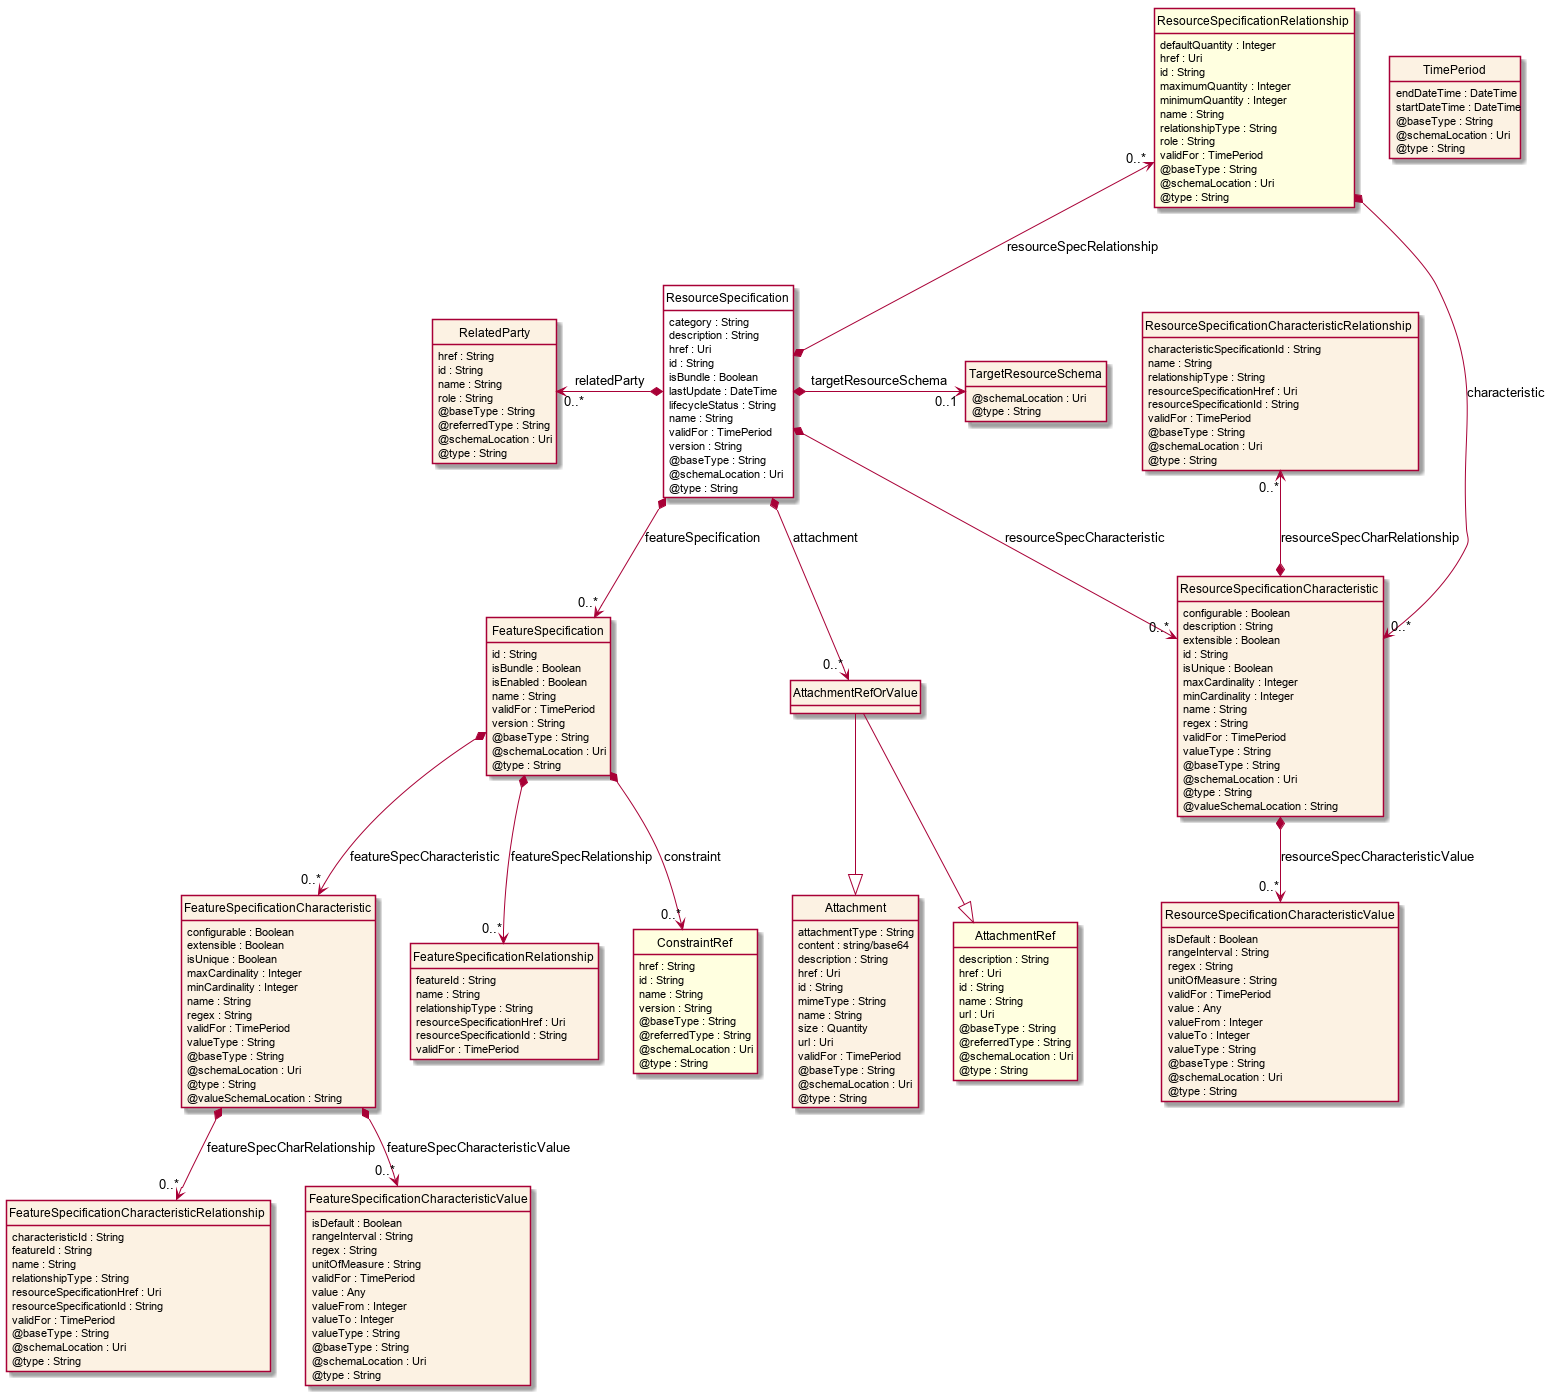 ResourceSpecificationRelationship
defaultQuantity : Integer
href : Uri
id : String
maximumQuantity : Integer
minimumQuantity : Integer
name : String
relationshipType : String
role : String
validFor : TimePeriod
@baseType : String
@schemaLocation : Uri
@type : String
TimePeriod
endDateTime : DateTime
startDateTime : DateTime
@baseType : String
@schemaLocation : Uri
@type : String
0..*
resourceSpecRelationship
ResourceSpecification
category : String
description : String
href : Uri
id : String
isBundle : Boolean
lastUpdate : DateTime
lifecycleStatus : String
name : String
validFor : TimePeriod
version : String
@baseType : String
@schemaLocation : Uri
@type : String
RelatedParty
href : String
id : String
name : String
role : String
@baseType : String
@referredType : String
@schemaLocation : Uri
@type : String
relatedParty
0..*
targetResourceSchema
0..1
TargetResourceSchema
@schemaLocation : Uri
@type : String
ResourceSpecificationCharacteristicRelationship
characteristicSpecificationId : String
name : String
relationshipType : String
resourceSpecificationHref : Uri
resourceSpecificationId : String
validFor : TimePeriod
@baseType : String
@schemaLocation : Uri
@type : String
characteristic
0..*
featureSpecification
attachment
resourceSpecCharacteristic
resourceSpecCharRelationship
0..*
0..*
0..*
0..*
FeatureSpecification
id : String
isBundle : Boolean
isEnabled : Boolean
name : String
validFor : TimePeriod
version : String
@baseType : String
@schemaLocation : Uri
@type : String
AttachmentRefOrValue
ResourceSpecificationCharacteristic
configurable : Boolean
description : String
extensible : Boolean
id : String
isUnique : Boolean
maxCardinality : Integer
minCardinality : Integer
name : String
regex : String
validFor : TimePeriod
valueType : String
@baseType : String
@schemaLocation : Uri
@type : String
@valueSchemaLocation : String
featureSpecCharacteristic
featureSpecRelationship
constraint
resourceSpecCharacteristicValue
0..*
0..*
0..*
0..*
FeatureSpecificationCharacteristic
configurable : Boolean
extensible : Boolean
isUnique : Boolean
maxCardinality : Integer
minCardinality : Integer
name : String
regex : String
validFor : TimePeriod
valueType : String
@baseType : String
@schemaLocation : Uri
@type : String
@valueSchemaLocation : String
FeatureSpecificationRelationship
featureId : String
name : String
relationshipType : String
resourceSpecificationHref : Uri
resourceSpecificationId : String
validFor : TimePeriod
ConstraintRef
href : String
id : String
name : String
version : String
@baseType : String
@referredType : String
@schemaLocation : Uri
@type : String
Attachment
attachmentType : String
content : string/base64
description : String
href : Uri
id : String
mimeType : String
name : String
size : Quantity
url : Uri
validFor : TimePeriod
@baseType : String
@schemaLocation : Uri
@type : String
AttachmentRef
description : String
href : Uri
id : String
name : String
url : Uri
@baseType : String
@referredType : String
@schemaLocation : Uri
@type : String
ResourceSpecificationCharacteristicValue
isDefault : Boolean
rangeInterval : String
regex : String
unitOfMeasure : String
validFor : TimePeriod
value : Any
valueFrom : Integer
valueTo : Integer
valueType : String
@baseType : String
@schemaLocation : Uri
@type : String
featureSpecCharRelationship
featureSpecCharacteristicValue
0..*
0..*
FeatureSpecificationCharacteristicRelationship
characteristicId : String
featureId : String
name : String
relationshipType : String
resourceSpecificationHref : Uri
resourceSpecificationId : String
validFor : TimePeriod
@baseType : String
@schemaLocation : Uri
@type : String
FeatureSpecificationCharacteristicValue
isDefault : Boolean
rangeInterval : String
regex : String
unitOfMeasure : String
validFor : TimePeriod
value : Any
valueFrom : Integer
valueTo : Integer
valueType : String
@baseType : String
@schemaLocation : Uri
@type : String